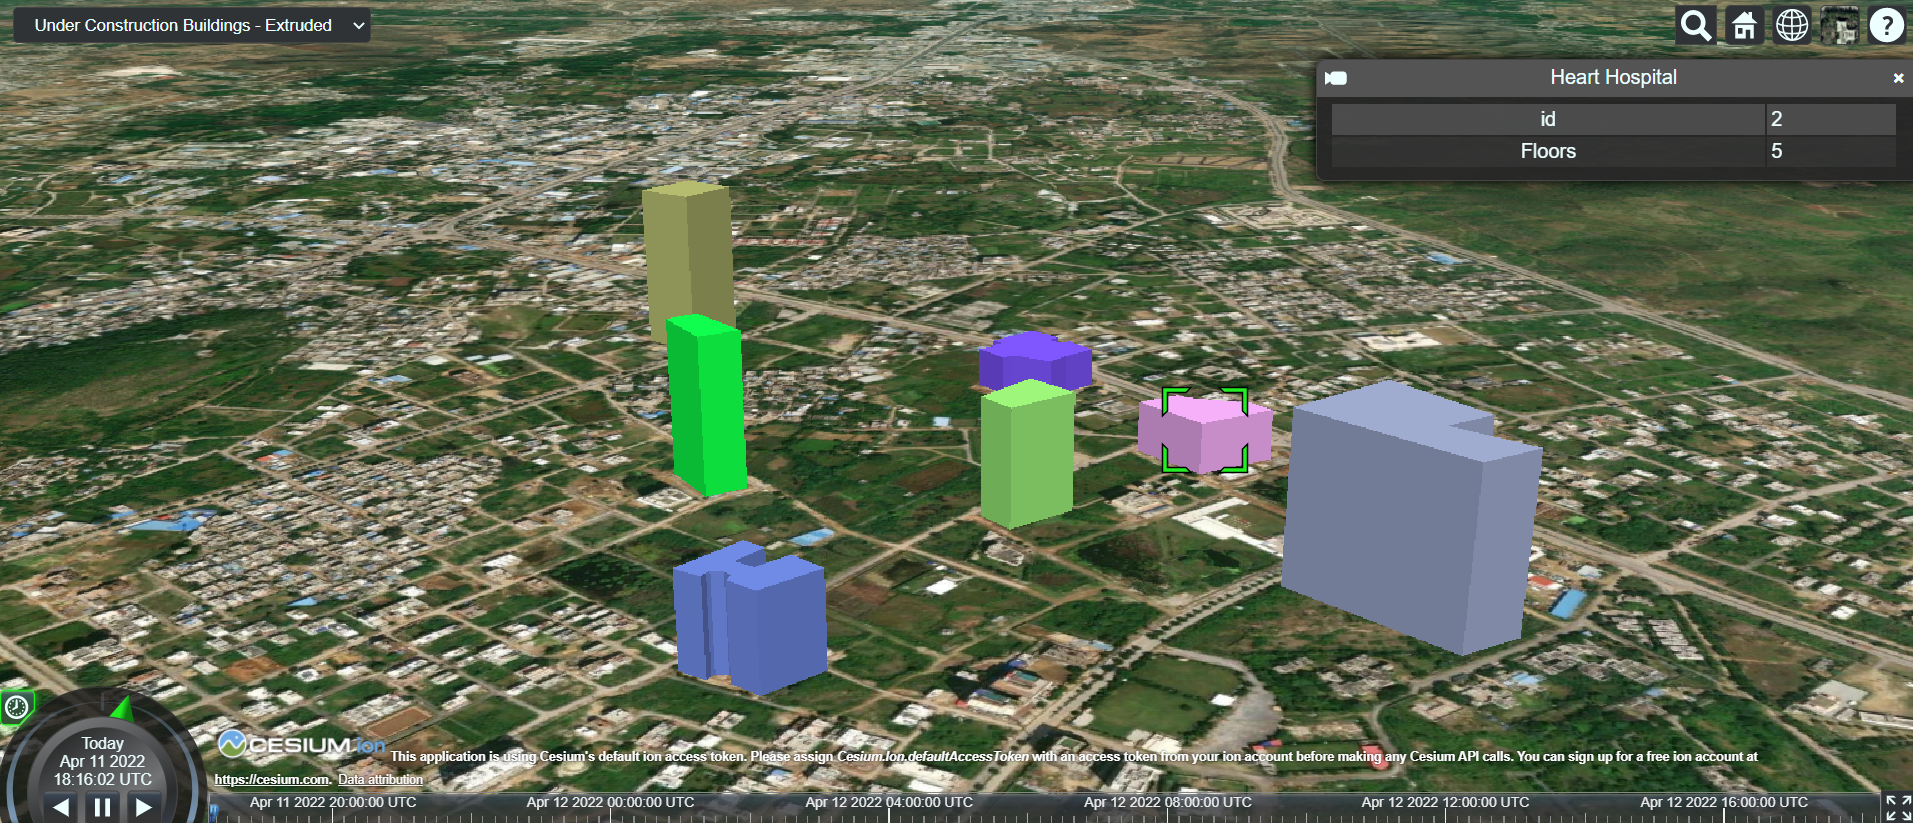 Under Construction Buildings - Extruded
?
Heart Hospital
id 2
Floors 5
Today
Apr 11 2022
18:16:02 UTC
CESIUM ion
This application is using Cesium's default ion access token. Please assign Cesium.Ion.defaultAccessToken with an access token from your ion account before making any Cesium API calls. You can sign up for a free ion account at
https://cesium.com. Data attribution
Apr 11 2022 20:00:00 UTC
Apr 12 2022 00:00:00 UTC
Apr 12 2022 04:00:00 UTC
Apr 12 2022 08:00:00 UTC
Apr 12 2022 12:00:00 UTC
Apr 12 2022 16:00:00 UTC